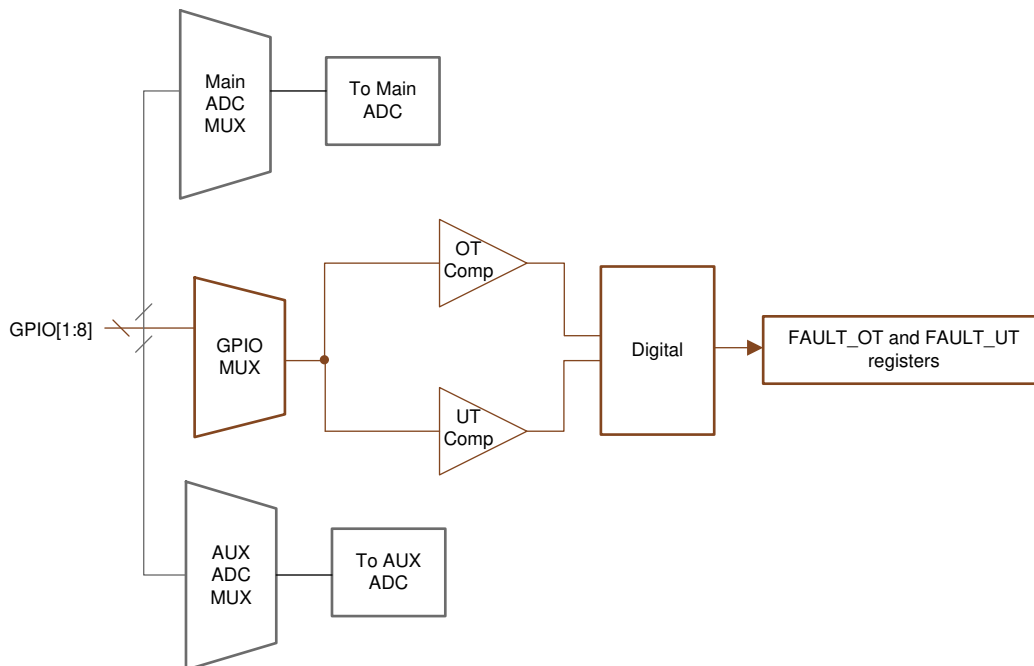 Main
ADC
MUX
To Main
ADC
OT
Comp
GPIO[1:8]
GPIO
MUX
Digital
FAULT_OT and FAULT_UT
registers
UT
Comp
AUX
ADC
MUX
To AUX
ADC